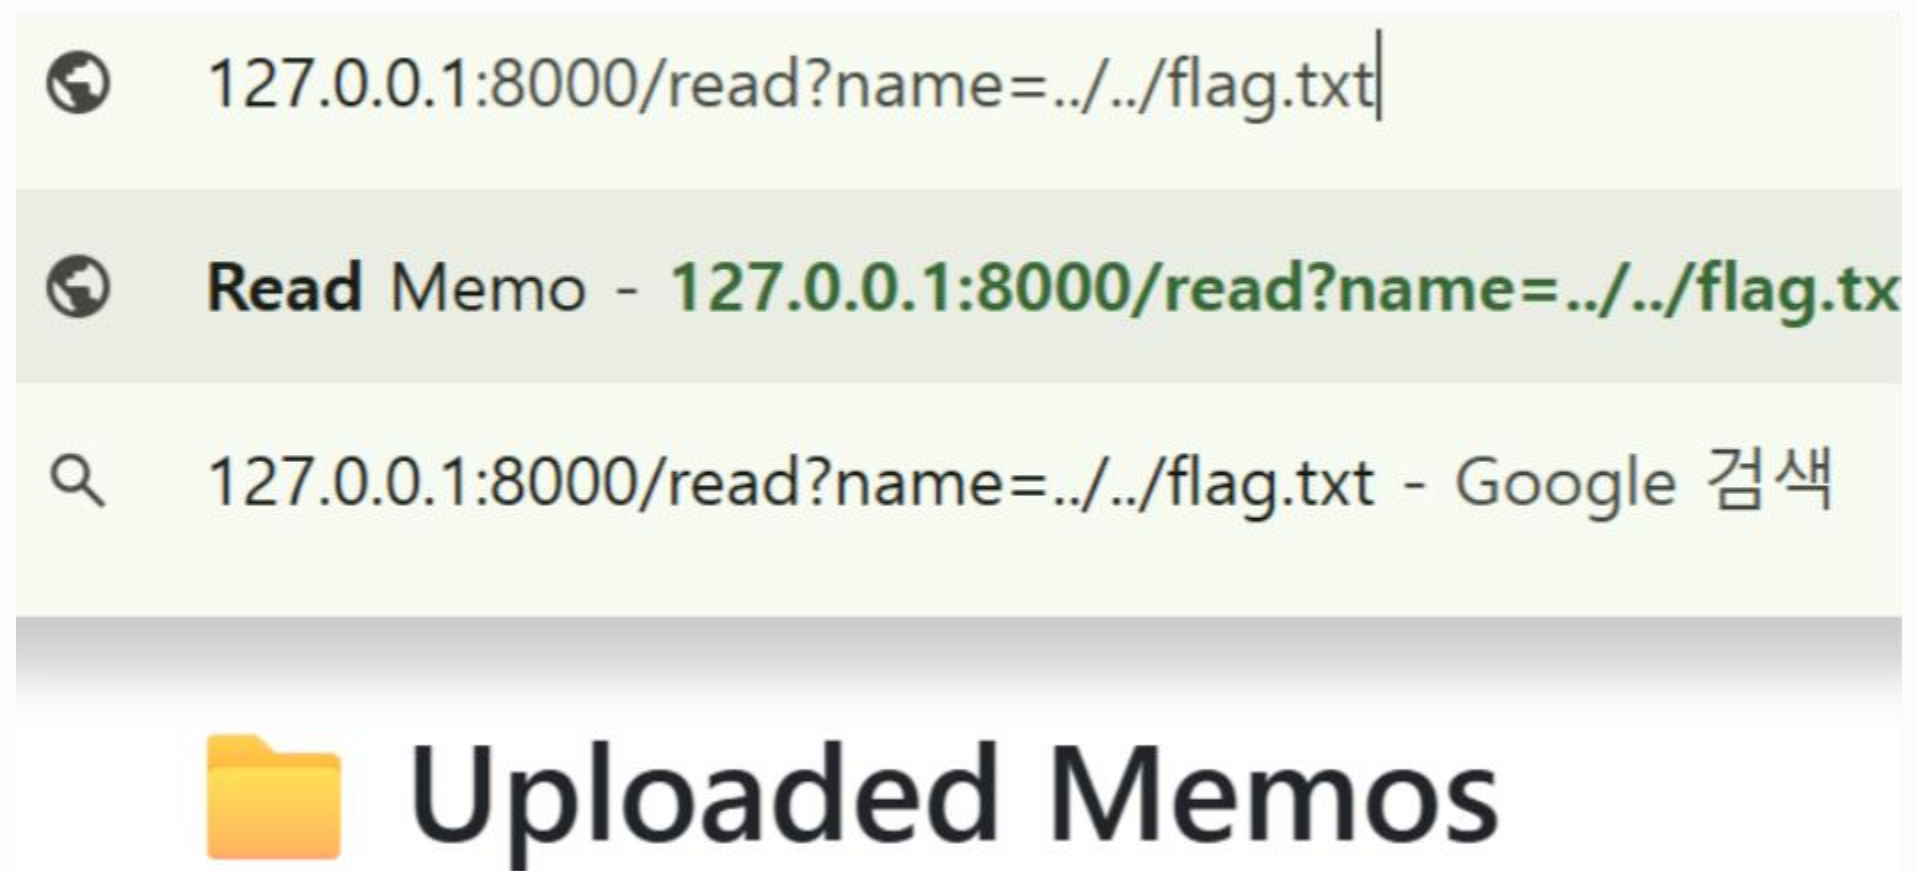 127.0.0.1:8000/read?name=../../flag.txt
Read Memo - 127.0.0.1:8000/read?name=../../flag.tx
127.0.0.1:8000/read?name=../../flag.txt - Google 검색
Uploaded Memos